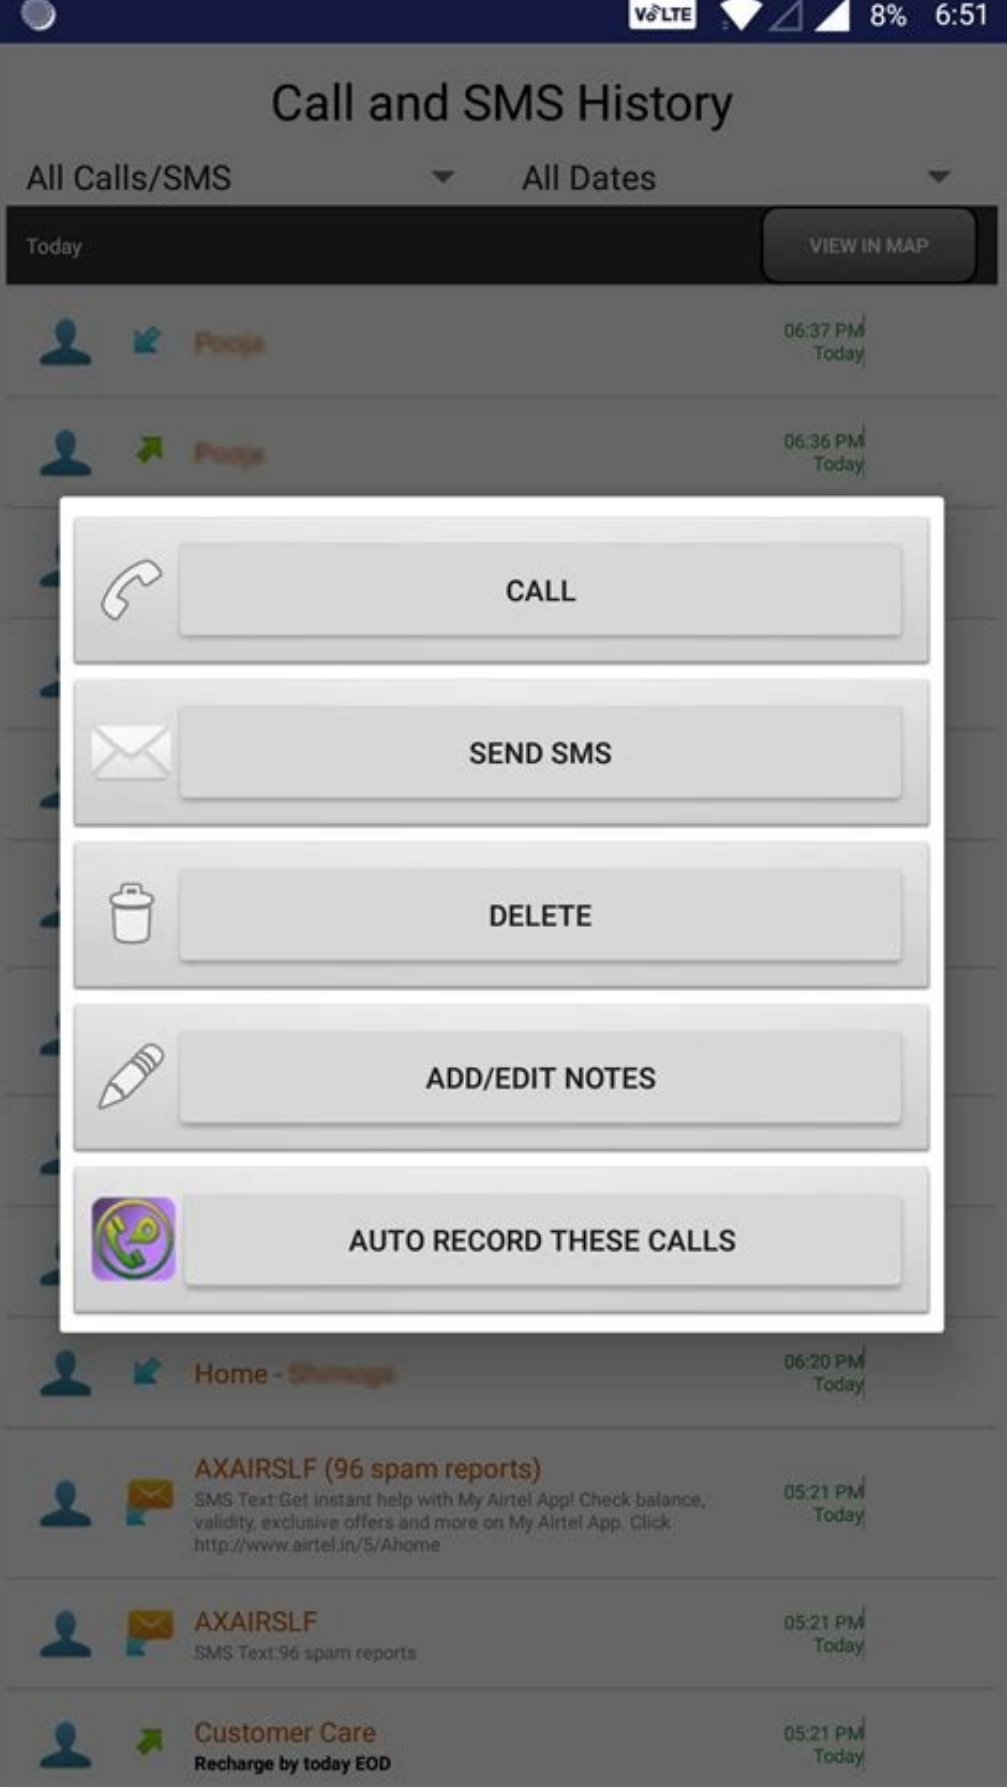 VoLTE 8% 6:51
Call and SMS History
All Calls/SMS All Dates
Today VIEW IN MAP
06:37 PM
Today
06:36 PM
Today
CALL
SEND SMS
DELETE
ADD/EDIT NOTES
AUTO RECORD THESE CALLS
Home - 
06:20 PM
Today
AXAIRSLF (96 spam reports)
SMS Text:Get instant help with My Airtel App! Check balance,
validity, exclusive offers and more on My Airtel App. Click
http://www.airtel.in/5/Ahome
05:21 PM
Today
AXAIRSLF
SMS Text:96 spam reports
05:21 PM
Today
Customer Care
Recharge by today EOD
05:21 PM
Today